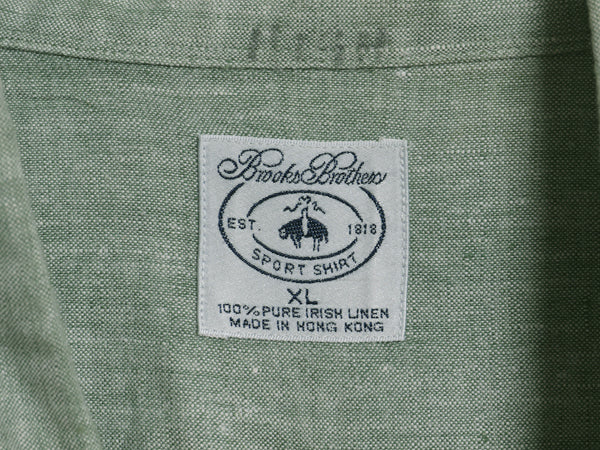 Brooks Brothers
EST. 1818
SPORT SHIRT
XL
100% PURE IRISH LINEN
MADE IN HONG KONG